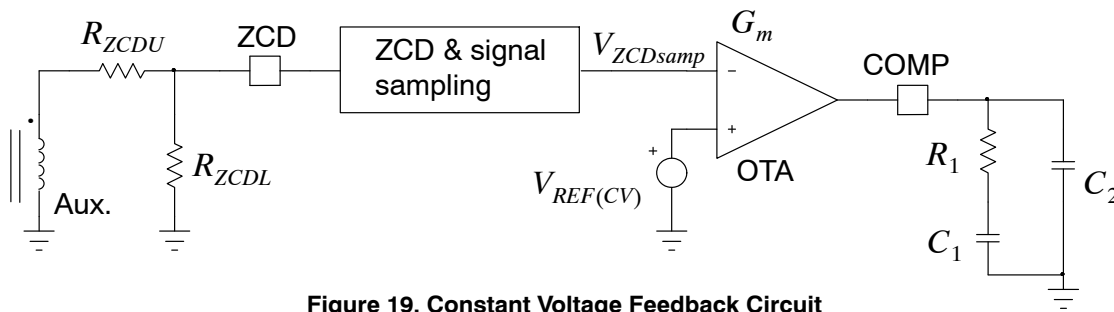 R_ZCDU
ZCD
ZCD & signal
sampling
V_ZCDsamp
G_m
COMP
−
+
OTA
R_ZCDL
Aux.
+
V_REF(CV)
R_1
C_1
C_2
Figure 19. Constant Voltage Feedback Circuit